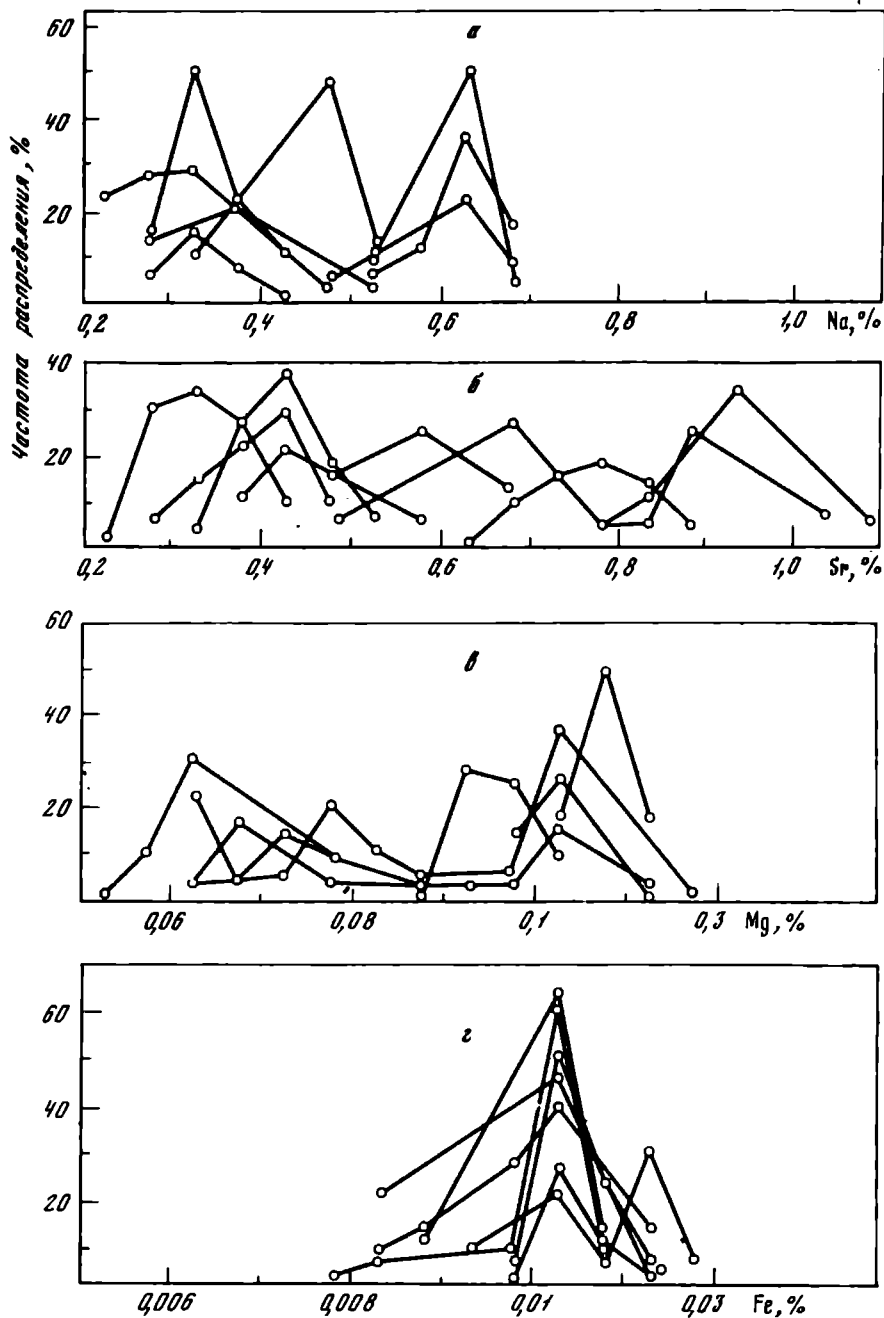 Частота распределения, %
60
40
20
а
0,2 0,4 0,6 0,8 1,0 Na, %
40
20
б
0,2 0,4 0,6 0,8 1,0 Sr, %
60
40
20
в
0,06 0,08 0,1 0,3 Mg, %
60
40
20
г
0,006 0,008 0,01 0,03 Fe, %